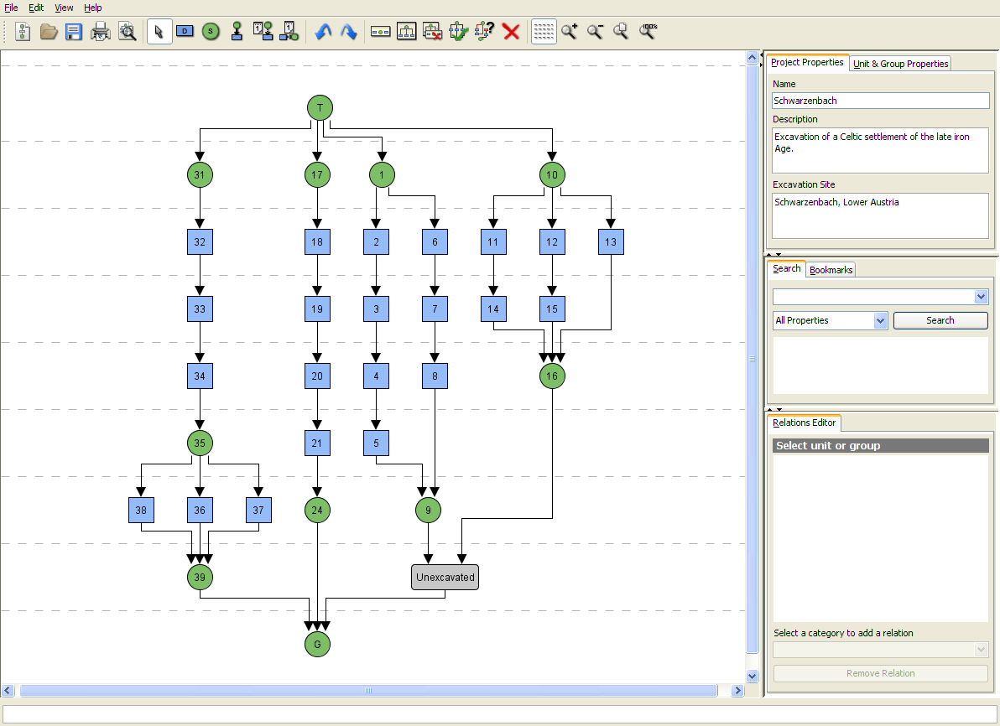 File Edit View Help
D S 1 1 ? 100%
T
31 17 1 10
32 18 2 6 11 12 13
33 19 3 7 14 15
34 20 4 8 16
35 21 5
38 36 37 24 9
39 Unexcavated
G
Project Properties Unit & Group Properties
Name
Schwarzenbach
Description
Excavation of a Celtic settlement of the late iron
Age.
Excavation Site
Schwarzenbach, Lower Austria
Search Bookmarks
All Properties Search
Relations Editor
Select unit or group
Select a category to add a relation
Remove Relation